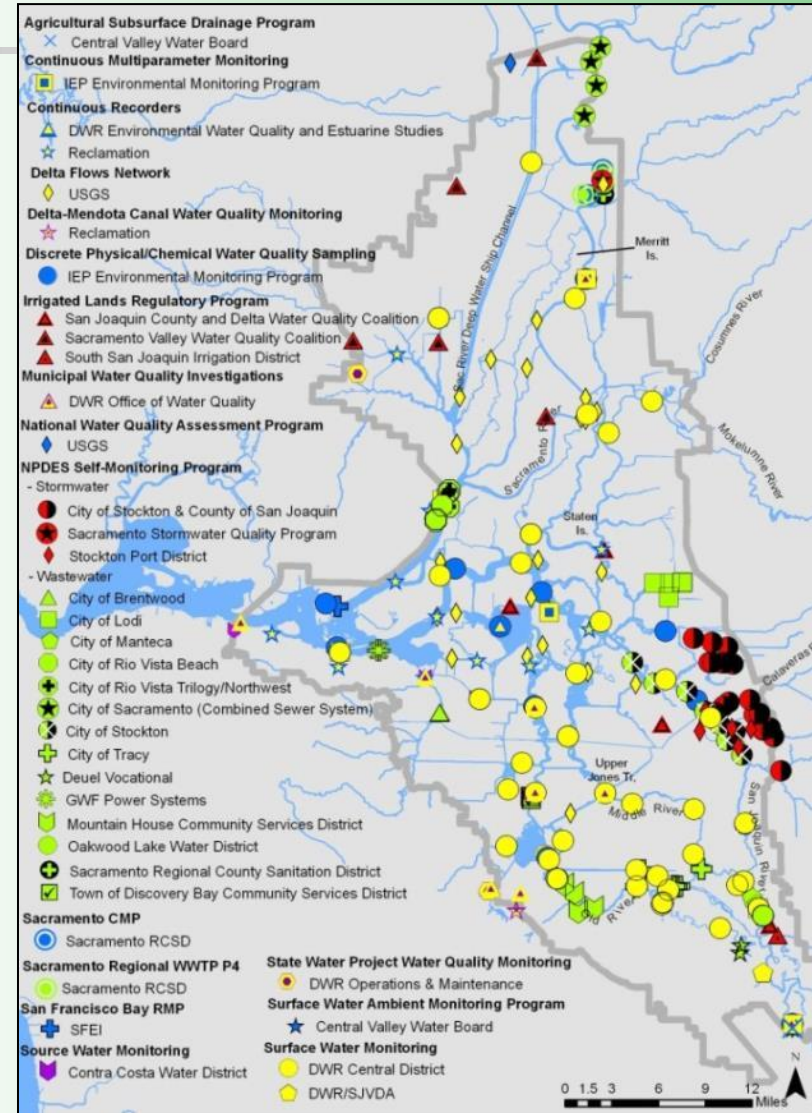 Agricultural Subsurface Drainage Program
Central Valley Water Board
Continuous Multiparameter Monitoring
IEP Environmental Monitoring Program
Continuous Recorders
DWR Environmental Water Quality and Estuarine Studies
Reclamation
Delta Flows Network
USGS
Delta-Mendota Canal Water Quality Monitoring
Reclamation
Discrete Physical/Chemical Water Quality Sampling
IEP Environmental Monitoring Program
Irrigated Lands Regulatory Program
San Joaquin County and Delta Water Quality Coalition
Sacramento Valley Water Quality Coalition
South San Joaquin Irrigation District
Municipal Water Quality Investigations
DWR Office of Water Quality
National Water Quality Assessment Program
USGS
NPDES Self-Monitoring Program
- Stormwater
City of Stockton & County of San Joaquin
Sacramento Stormwater Quality Program
Stockton Port District
- Wastewater
City of Brentwood
City of Lodi
City of Manteca
City of Rio Vista Beach
City of Rio Vista Trilogy/Northwest
City of Sacramento (Combined Sewer System)
City of Stockton
City of Tracy
Deuel Vocational
GWF Power Systems
Mountain House Community Services District
Oakwood Lake Water District
Sacramento Regional County Sanitation District
Town of Discovery Bay Community Services District
Sacramento CMP
Sacramento RCSD
Sacramento Regional WWTP P4
Sacramento RCSD
San Francisco Bay RMP
SFEI
Source Water Monitoring
Contra Costa Water District
State Water Project Water Quality Monitoring
DWR Operations & Maintenance
Surface Water Ambient Monitoring Program
Central Valley Water Board
Surface Water Monitoring
DWR Central District
DWR/SJVDA
Merritt
Is.
Sac River Deep Water Ship Channel
Cosumnes River
Mokelumne River
Sacramento River
Staten
Is.
Calaveras
Upper
Jones Tr.
Middle River
San Joaquin River
Old River
N
0 1.5 3 6 9 12
Miles